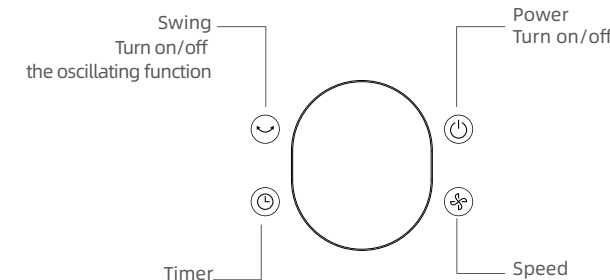 Swing
Turn on/off
the oscillating function
Power
Turn on/off
Timer
Speed